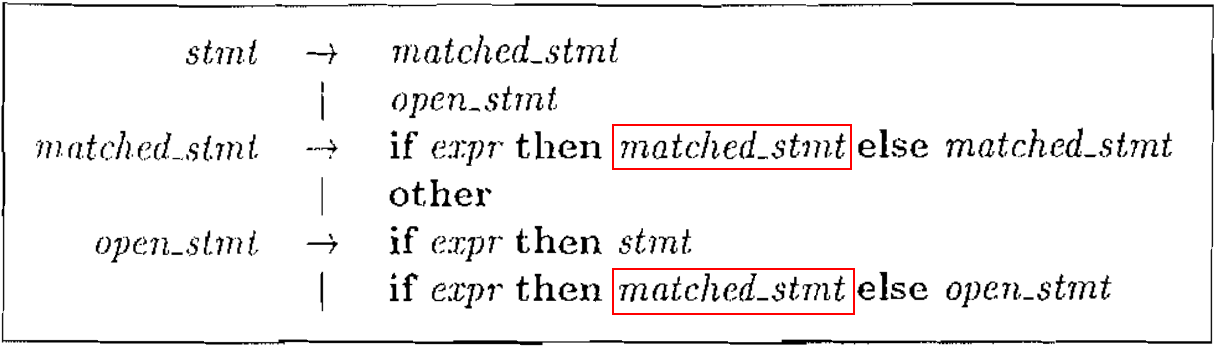 stmt → matched_stmt
| open_stmt
matched_stmt → if expr then matched_stmt else matched_stmt
| other
open_stmt → if expr then stmt
| if expr then matched_stmt else open_stmt